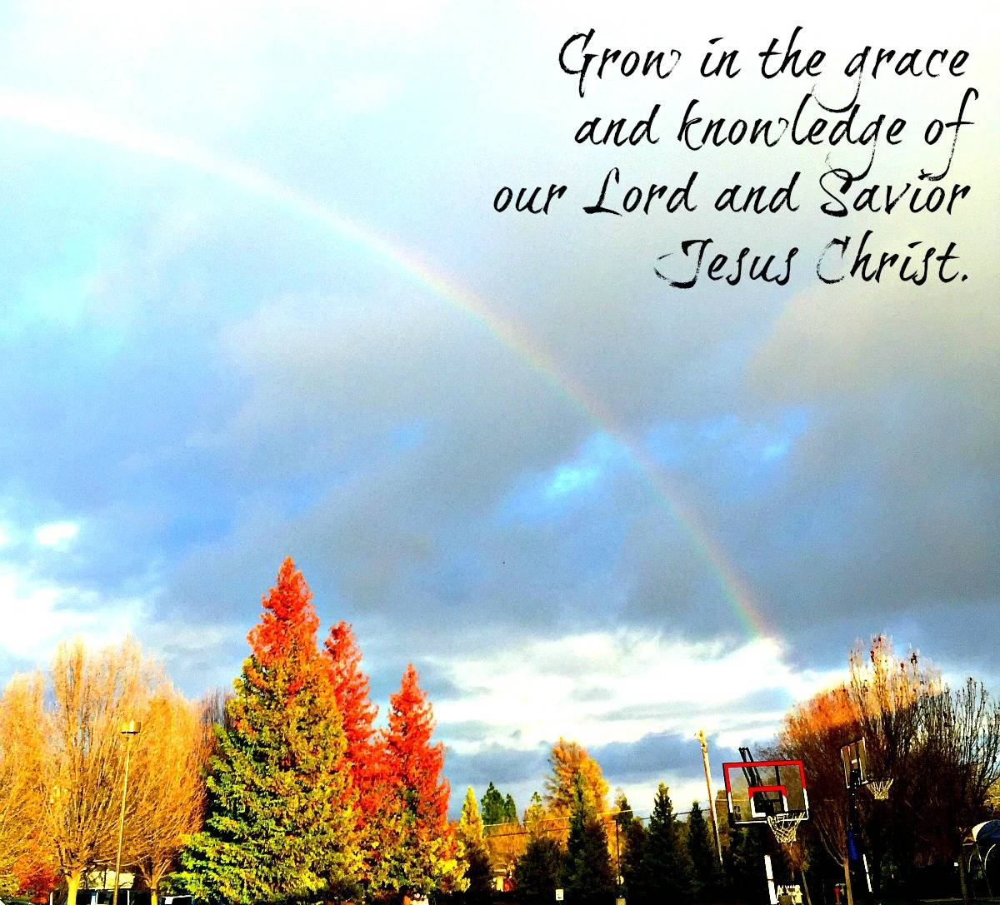 Grow in the grace
and knowledge of
our Lord and Savior
Jesus Christ.